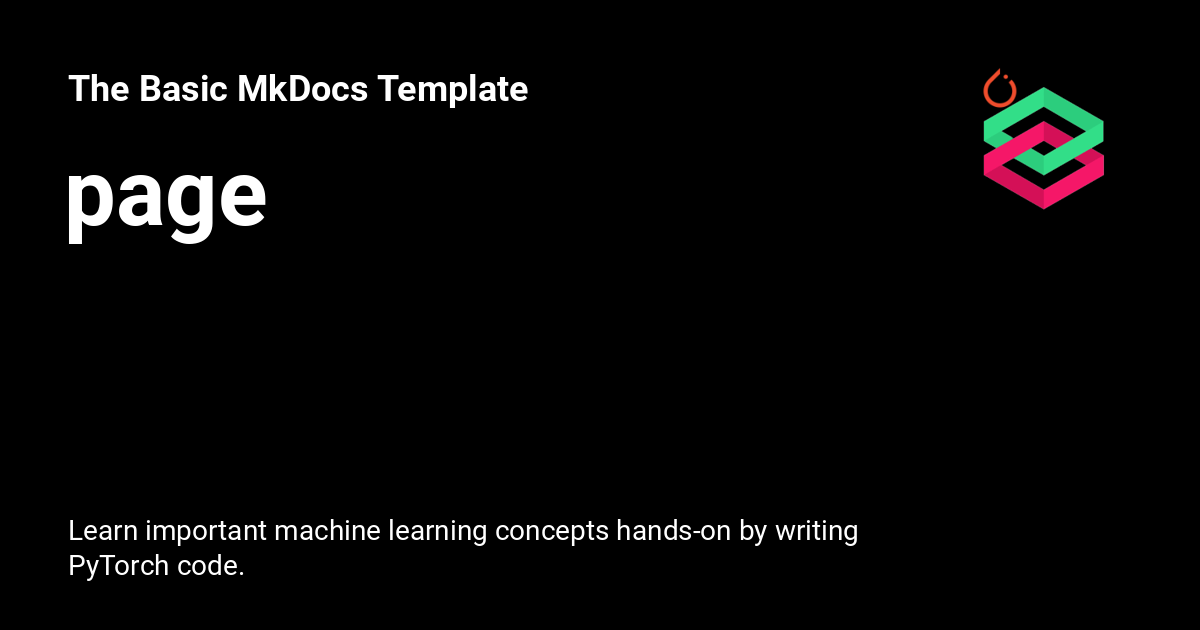 The Basic MkDocs Template
page
Learn important machine learning concepts hands-on by writing
PyTorch code.